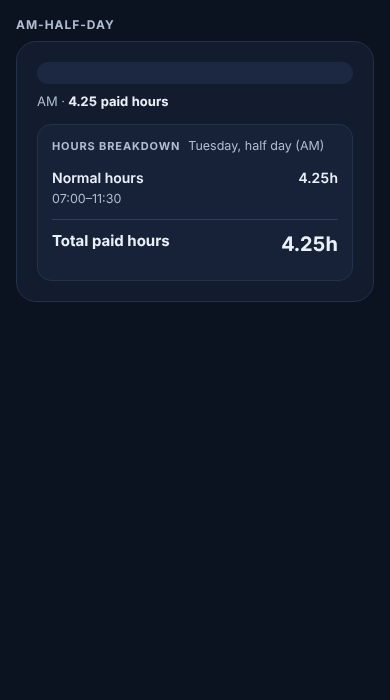 AM-HALF-DAY
AM · 4.25 paid hours
HOURS BREAKDOWN Tuesday, half day (AM)
Normal hours 4.25h
07:00–11:30
Total paid hours 4.25h